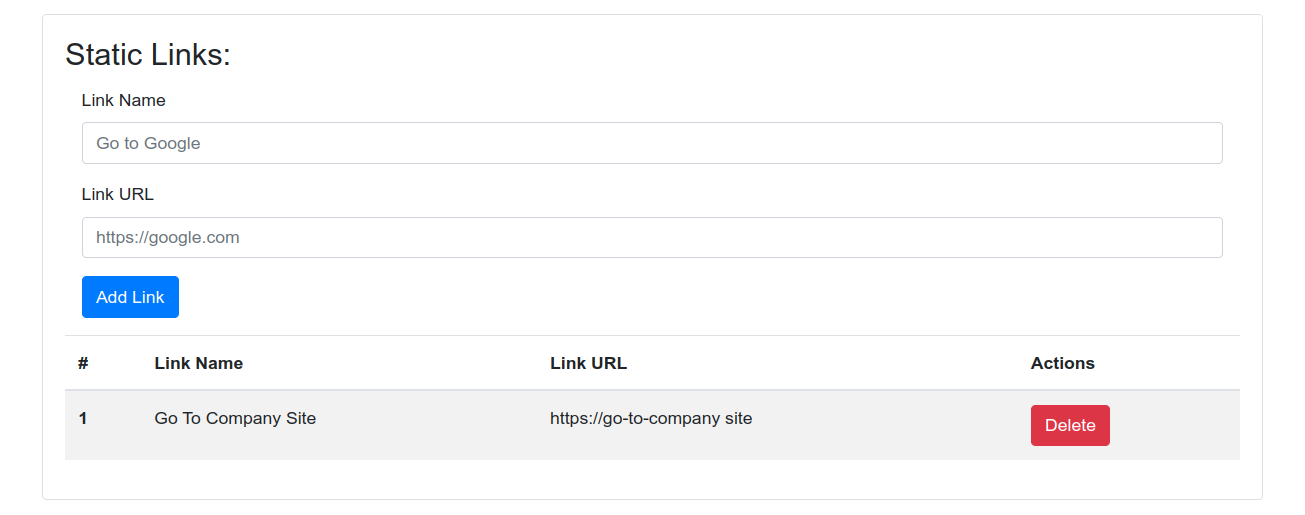 Static Links:
Link Name
Go to Google
Link URL
https://google.com
Add Link
# Link Name Link URL Actions
1 Go To Company Site https://go-to-company site Delete